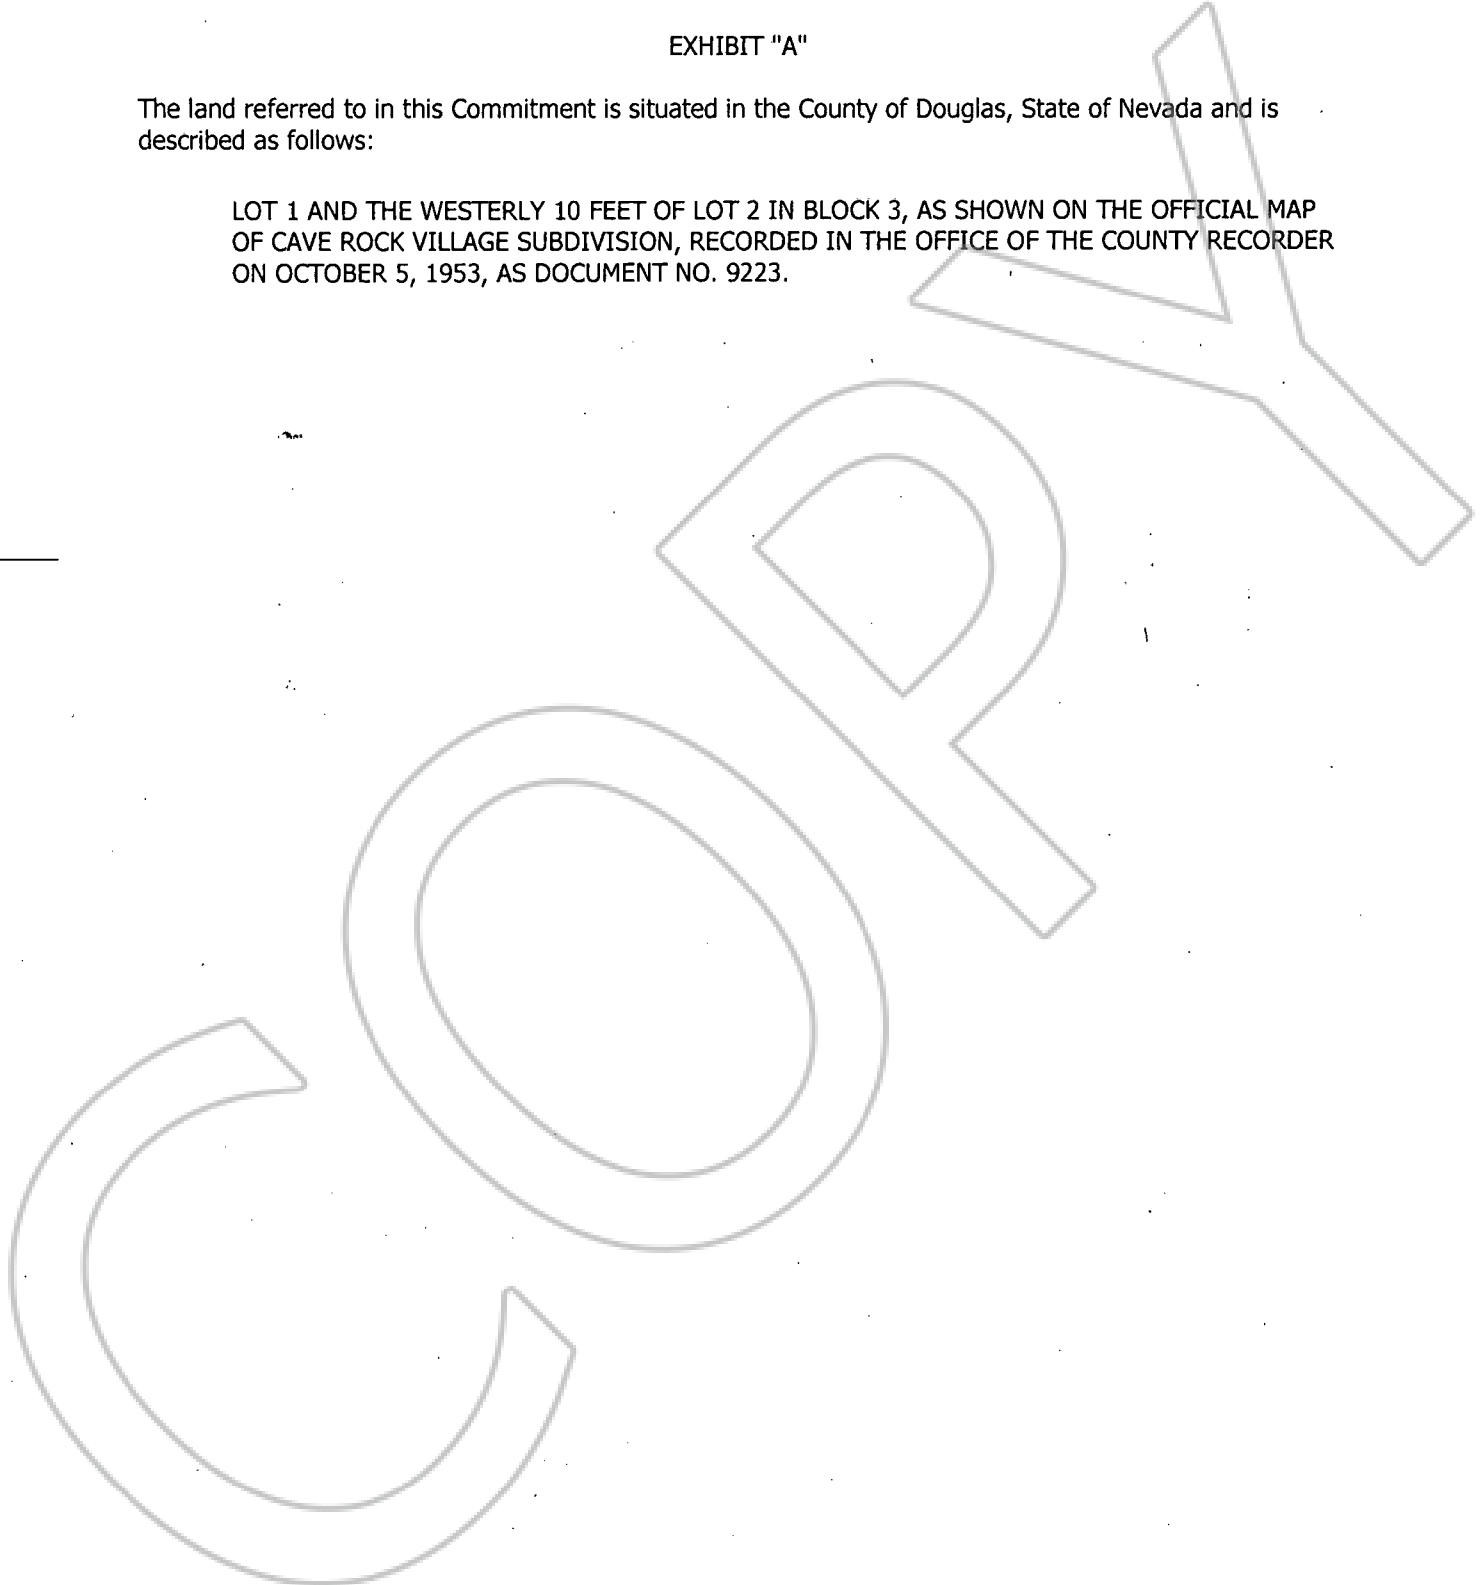 EXHIBIT "A"
The land referred to in this Commitment is situated in the County of Douglas, State of Nevada and is
described as follows:
LOT 1 AND THE WESTERLY 10 FEET OF LOT 2 IN BLOCK 3, AS SHOWN ON THE OFFICIAL MAP
OF CAVE ROCK VILLAGE SUBDIVISION, RECORDED IN THE OFFICE OF THE COUNTY RECORDER
ON OCTOBER 5, 1953, AS DOCUMENT NO. 9223.
COPY